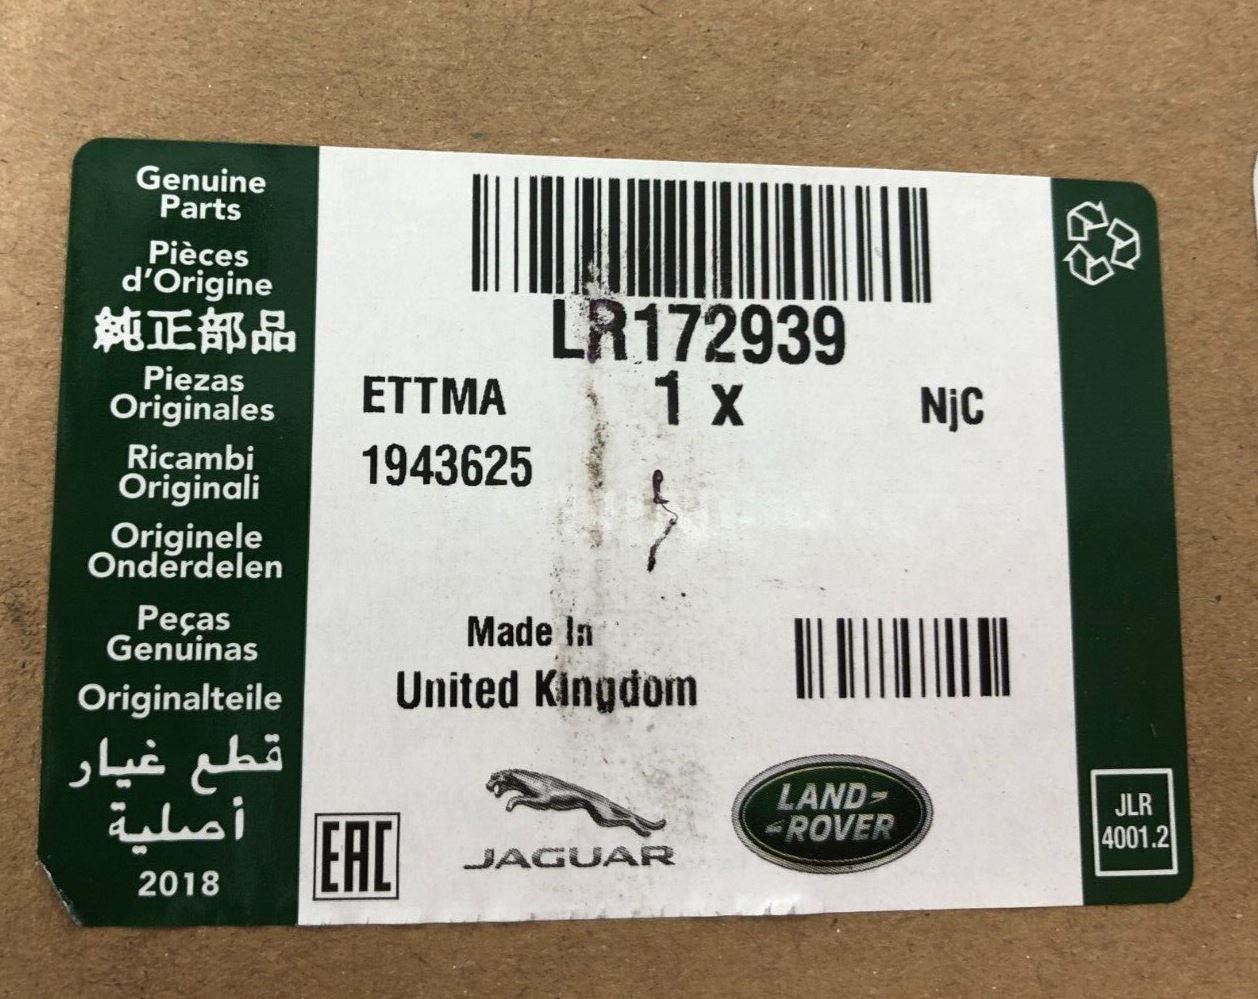 Genuine
Parts
Pièces
d'Origine
純正部品
Piezas
Originales
Ricambi
Originali
Originele
Onderdelen
Peças
Genuinas
Originalteile
قطع غيار
أصلية
2018
LR172939
ETTMA 1 x NjC
1943625
Made In
United Kingdom
EAC
JAGUAR
LAND-
-ROVER
JLR
4001.2